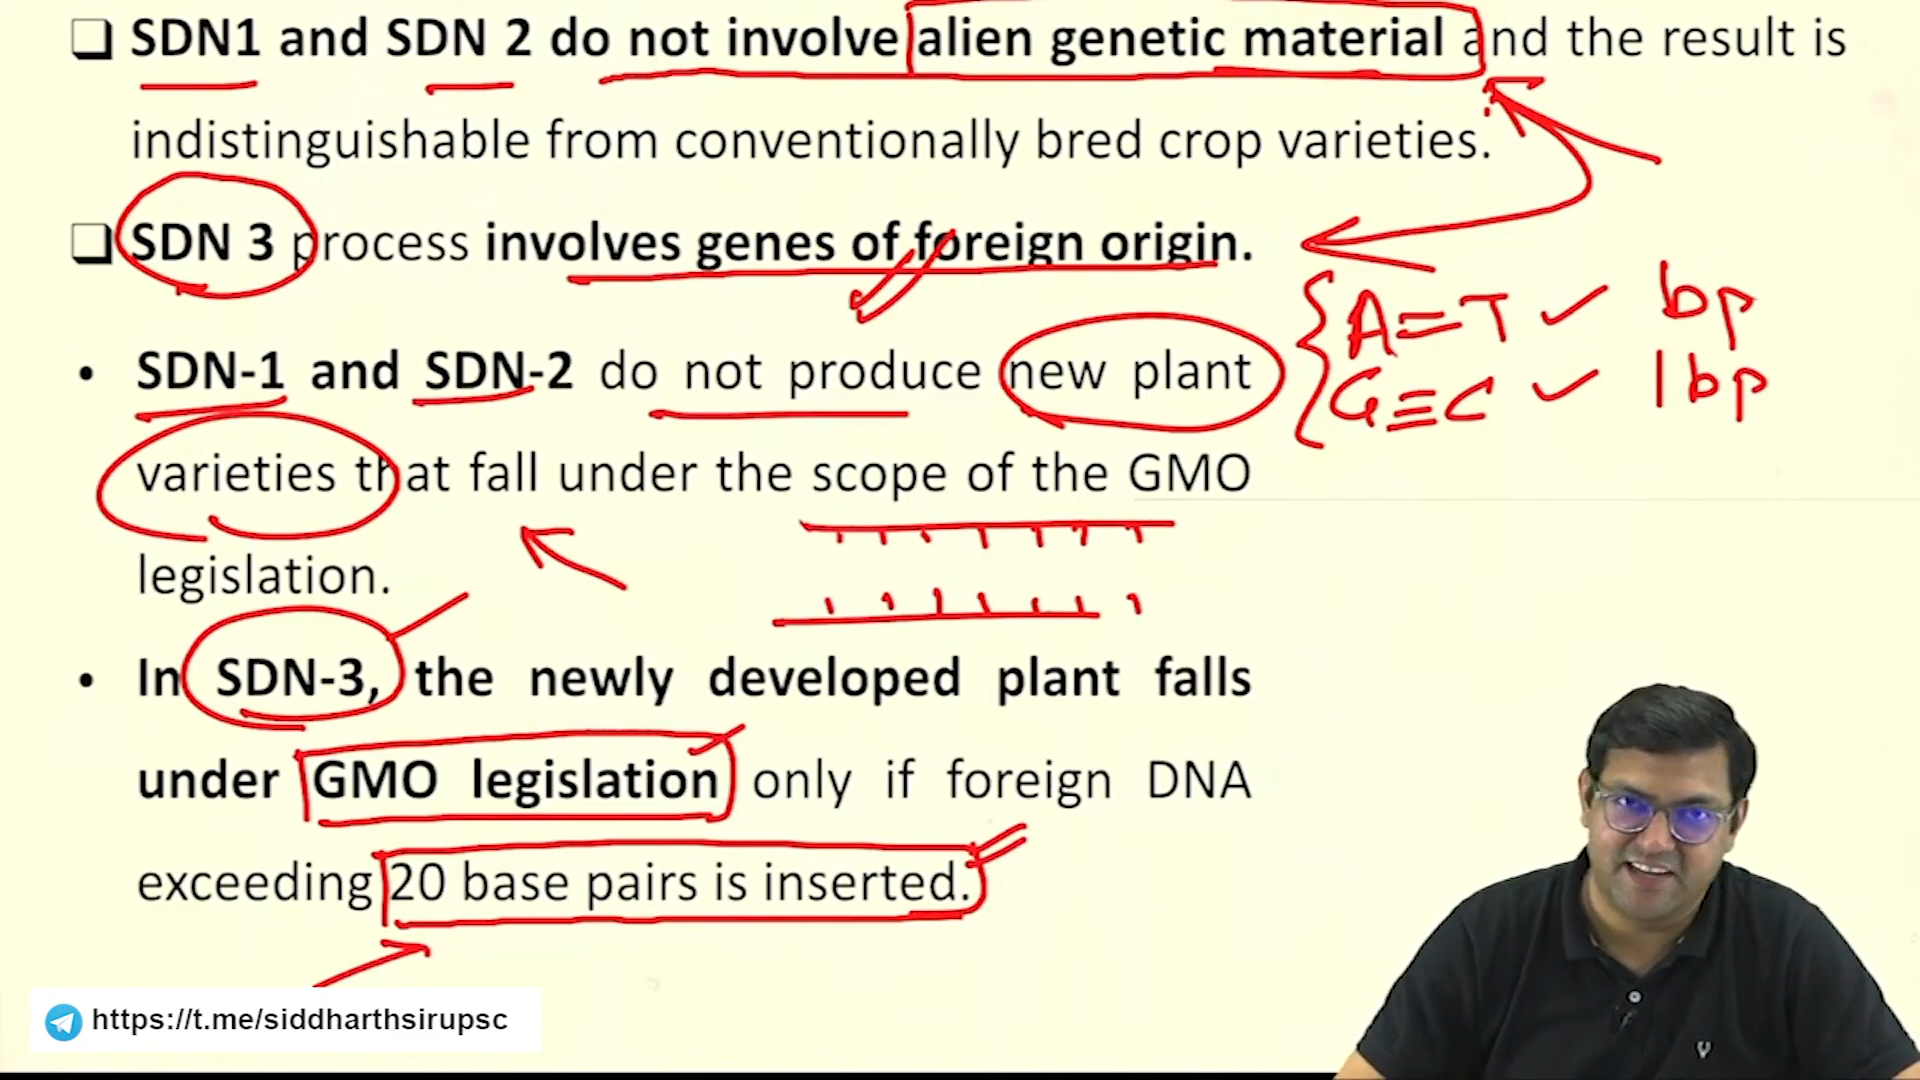 ❑ SDN1 and SDN 2 do not involve alien genetic material and the result is
indistinguishable from conventionally bred crop varieties.
❑ SDN 3 process involves genes of foreign origin.
A=T ✓ bp
G≡C ✓ 1bp
• SDN-1 and SDN-2 do not produce new plant
varieties that fall under the scope of the GMO
legislation.
• In SDN-3, the newly developed plant falls
under GMO legislation only if foreign DNA
exceeding 20 base pairs is inserted.
https://t.me/siddharthsirupsc